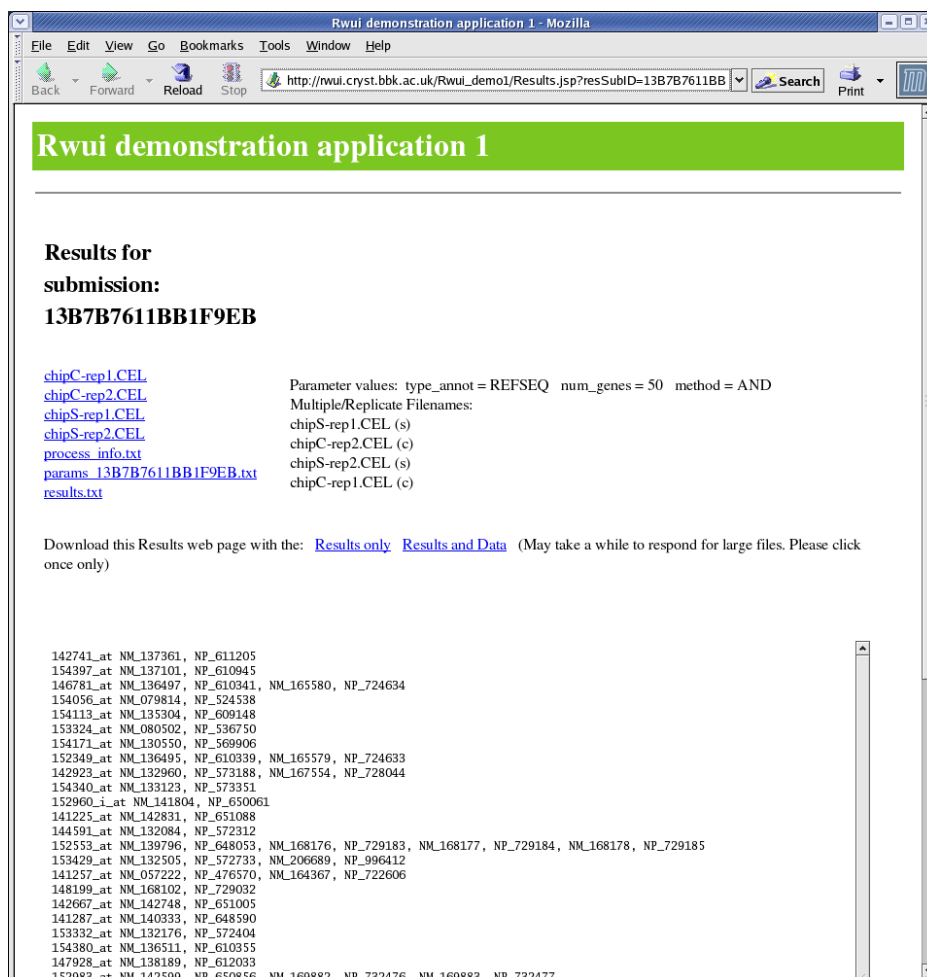 Rwui demonstration application 1 - Mozilla
File Edit View Go Bookmarks Tools Window Help
Back Forward Reload Stop http://rwui.cryst.bbk.ac.uk/Rwui_demo1/Results.jsp?resSubID=13B7B7611BB Search Print
Rwui demonstration application 1
Results for
submission:
13B7B7611BB1F9EB
chipC-rep1.CEL
chipC-rep2.CEL
chipS-rep1.CEL
chipS-rep2.CEL
process_info.txt
params_13B7B7611BB1F9EB.txt
results.txt
Parameter values: type_annot = REFSEQ num_genes = 50 method = AND
Multiple/Replicate Filenames:
chipS-rep1.CEL (s)
chipC-rep2.CEL (c)
chipS-rep2.CEL (s)
chipC-rep1.CEL (c)
Download this Results web page with the: Results only Results and Data (May take a while to respond for large files. Please click
once only)
142741_at NM_137361, NP_611205
154397_at NM_137101, NP_610945
146781_at NM_136497, NP_610341, NM_165580, NP_724634
154056_at NM_079814, NP_524538
154113_at NM_135304, NP_609148
153324_at NM_080502, NP_536750
154171_at NM_130550, NP_569906
152349_at NM_136495, NP_610339, NM_165579, NP_724633
142923_at NM_132960, NP_573188, NM_167554, NP_728044
154340_at NM_133123, NP_573351
152960_i_at NM_141804, NP_650061
141225_at NM_142831, NP_651088
144591_at NM_132084, NP_572312
152553_at NM_139796, NP_648053, NM_168176, NP_729183, NM_168177, NP_729184, NM_168178, NP_729185
153429_at NM_132505, NP_572733, NM_206689, NP_996412
141257_at NM_057222, NP_476570, NM_164367, NP_722606
148199_at NM_168102, NP_729032
142667_at NM_142748, NP_651005
141287_at NM_140333, NP_648590
153332_at NM_132176, NP_572404
154380_at NM_136511, NP_610355
147928_at NM_138189, NP_612033
152983_at NM_142599, NP_650856, NM_169882, NP_732476, NM_169883, NP_732477